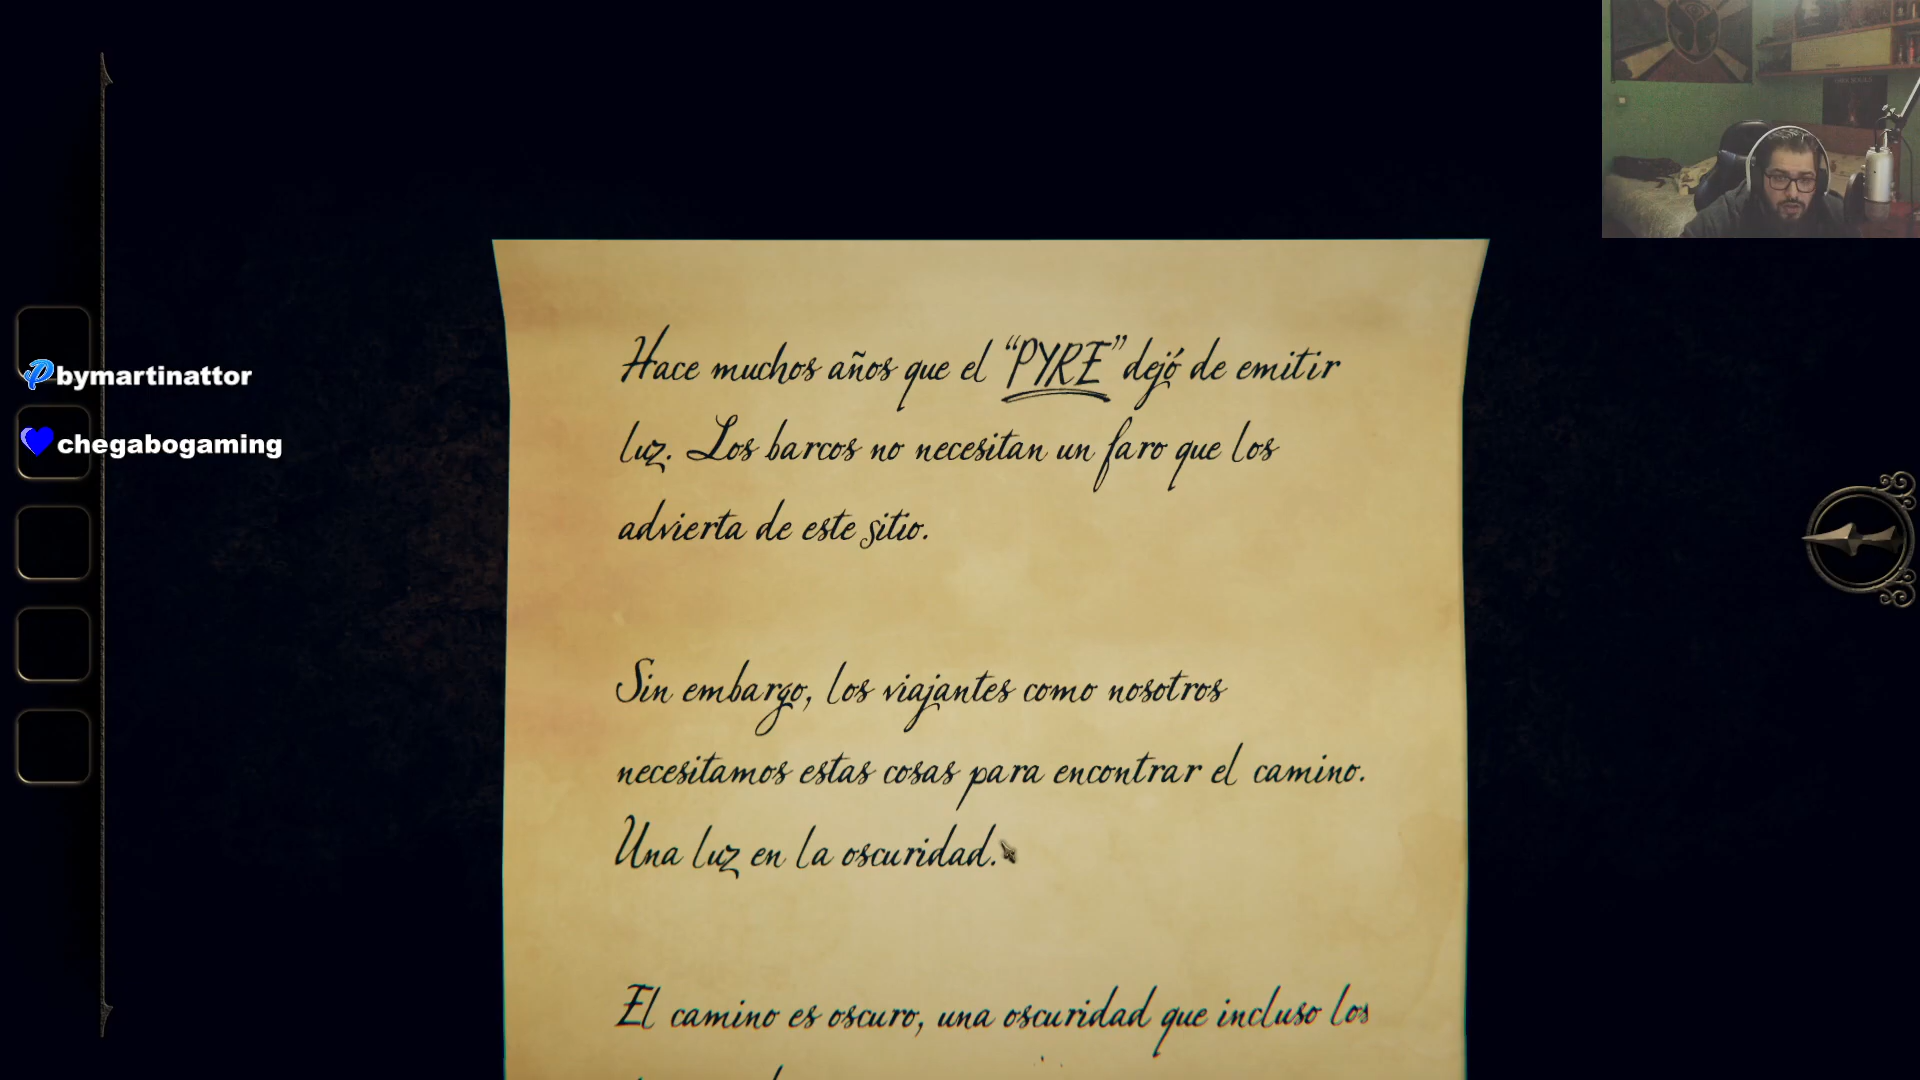 bymartinattor
chegabogaming
Hace muchos años que el “PYRE” dejó de emitir
luz. Los barcos no necesitan un faro que los
advierta de este sitio.
Sin embargo, los viajantes como nosotros
necesitamos estas cosas para encontrar el camino.
Una luz en la oscuridad.
El camino es oscuro, una oscuridad que incluso los